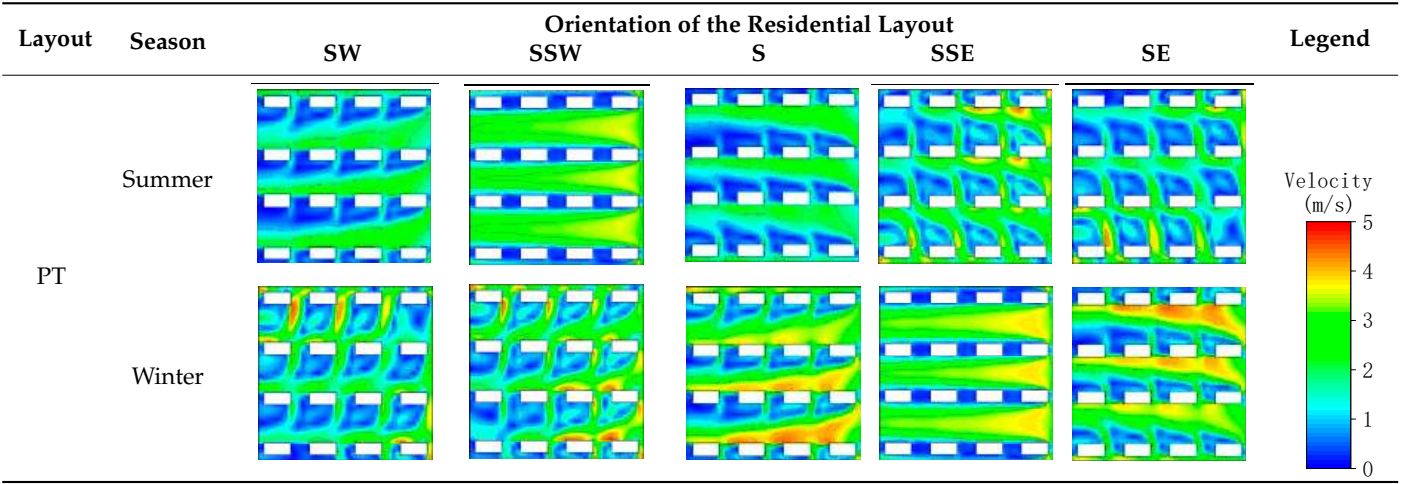 Orientation of the Residential Layout
Layout Season Legend
SW SSW S SSE SE
Summer
Velocity
(m/s)
5
PT
4
3
Winter
2
1
0